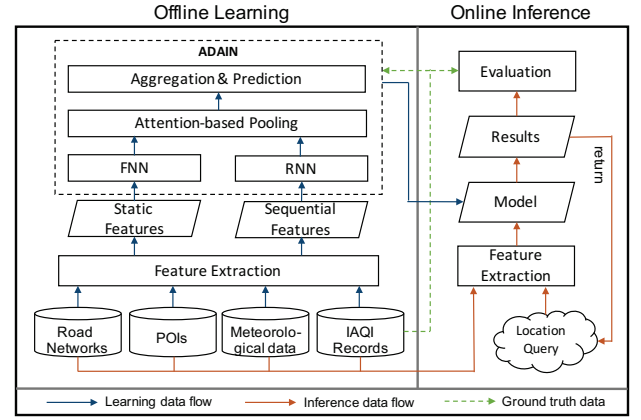 Offline Learning
Online Inference
ADAIN
Aggregation & Prediction
Attention-based Pooling
FNN
RNN
Static
Features
Sequential
Features
Feature Extraction
Road
Networks
POIs
Meteorolo-
gical data
IAQI
Records
Evaluation
Results
return
Model
Feature
Extraction
Location
Query
Learning data flow
Inference data flow
Ground truth data